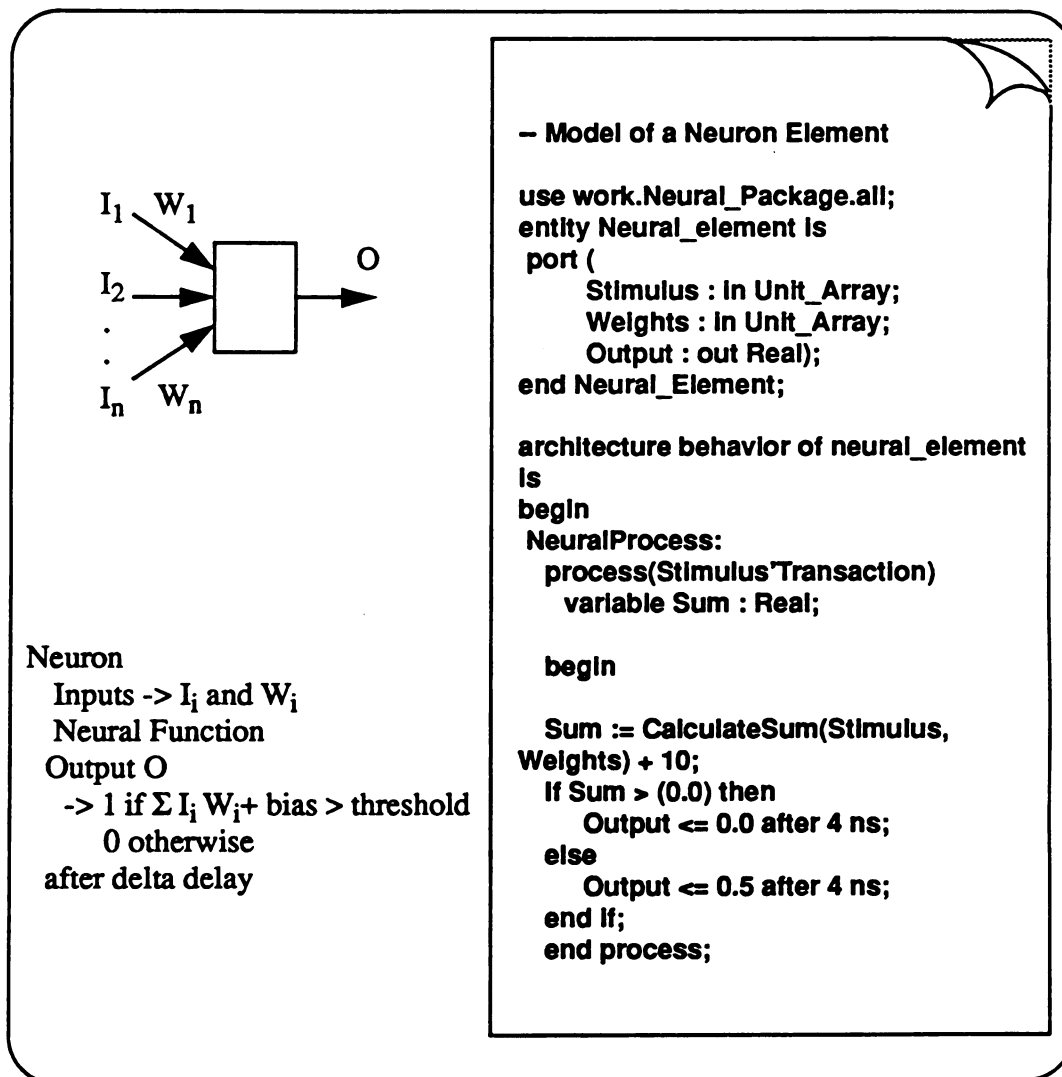 I1 W1
I2
O
.
.
In Wn
Neuron
Inputs -> Ii and Wi
Neural Function
Output O
-> 1 if Σ Ii Wi+ bias > threshold
0 otherwise
after delta delay
– Model of a Neuron Element
use work.Neural_Package.all;
entity Neural_element is
port (
Stimulus : in Unit_Array;
Weights : in Unit_Array;
Output : out Real);
end Neural_Element;
architecture behavior of neural_element
is
begin
NeuralProcess:
process(Stimulus'Transaction)
variable Sum : Real;
begin
Sum := CalculateSum(Stimulus,
Weights) + 10;
if Sum > (0.0) then
Output <= 0.0 after 4 ns;
else
Output <= 0.5 after 4 ns;
end if;
end process;